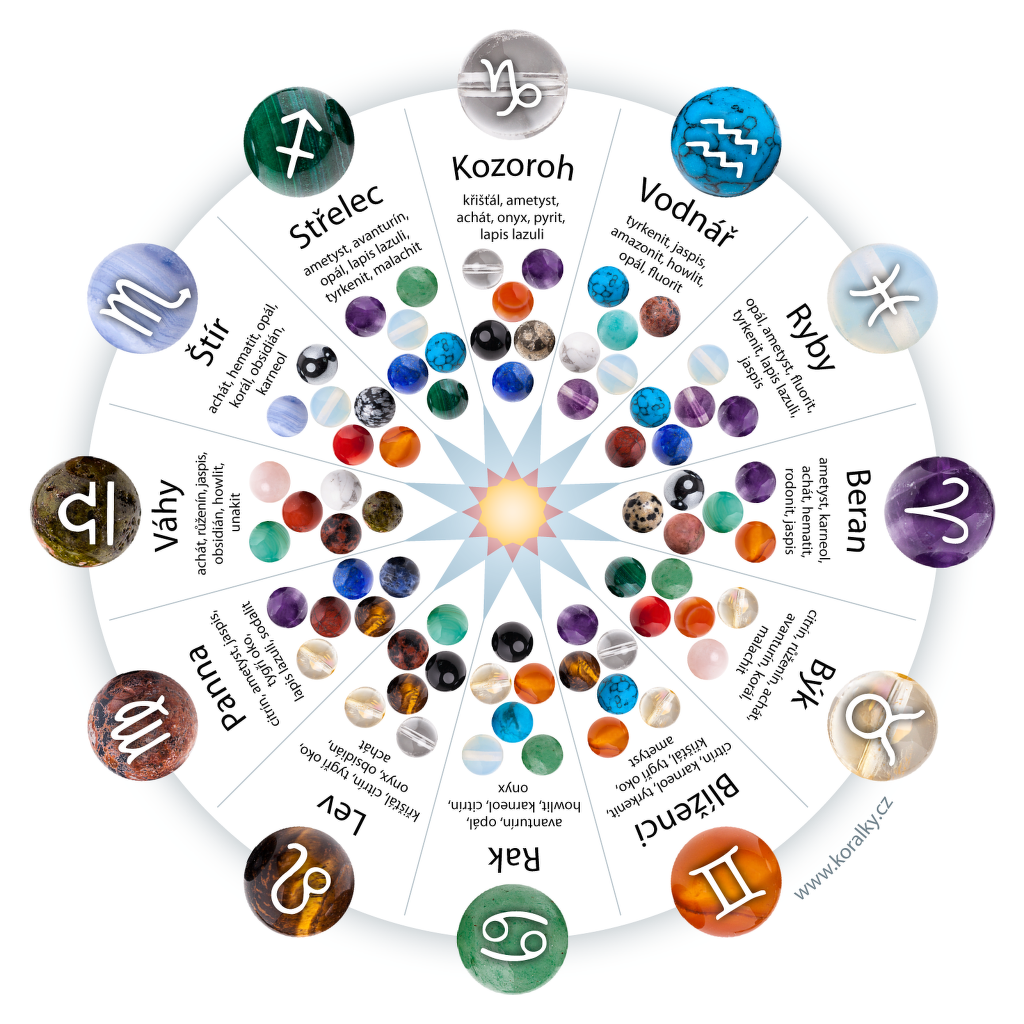 Kozoroh
křišťál, ametyst,
achát, onyx, pyrit,
lapis lazuli
Vodnář
tyrkenit, jaspis,
amazonit, howlit,
opál, fluorit
Ryby
opál, ametyst, fluorit,
tyrkenit, lapis lazuli,
jaspis
Beran
ametyst, karneol,
achát, hematit,
rodonit, jaspis
Býk
citrín, růženín, achát,
avanturín, korál,
malachit
Blíženci
citrín, karneol, tyrkenit,
křišťál, tygří oko,
ametyst
Rak
avanturín, opál,
howlit, karneol, citrín,
onyx
Lev
křišťál, citrín, tygří oko,
onyx, obsidián,
achát
Panna
citrín, ametyst, jaspis,
tygří oko,
lapis lazuli, sodalit
Váhy
achát, růženín, jaspis,
obsidián, howlit,
unakit
Štír
achát, hematit, opál,
korál, obsidián,
karneol
Střelec
ametyst, avanturín,
opál, lapis lazuli,
tyrkenit, malachit
www.koralky.cz